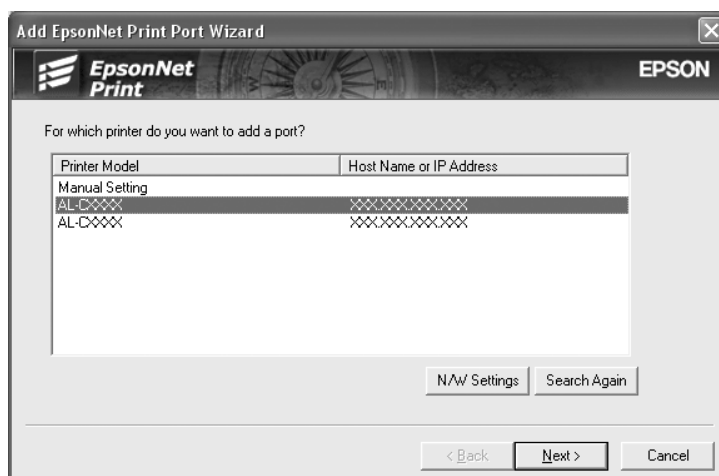 Add EpsonNet Print Port Wizard
EpsonNet
Print
EPSON
For which printer do you want to add a port?
Printer Model Host Name or IP Address
Manual Setting
AL-CXXXX XXX.XXX.XXX.XXX
AL-CXXXX XXX.XXX.XXX.XXX
N/W Settings Search Again
< Back Next > Cancel